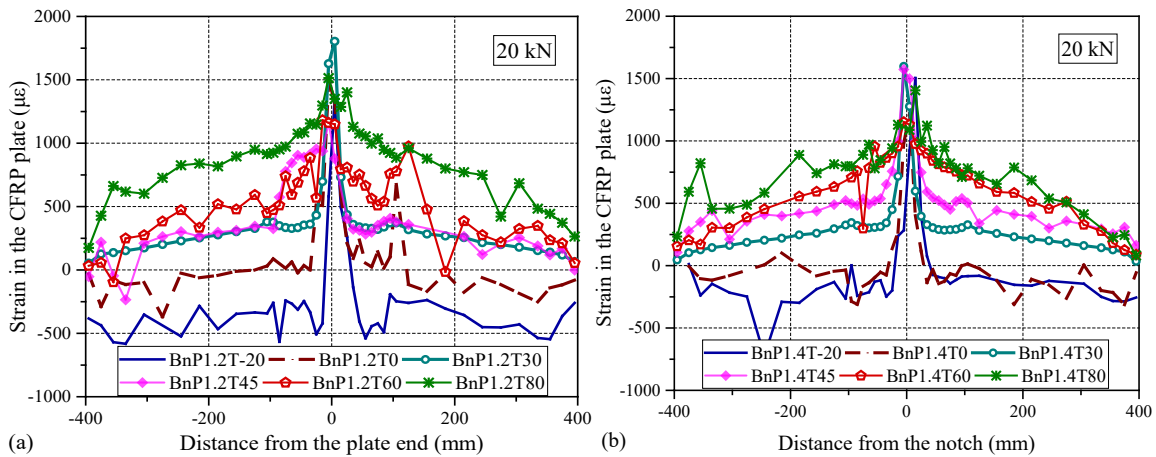 2000
1500
1000
500
0
-500
-1000
Strain in the CFRP plate (με)
20 kN
BnP1.2T-20 BnP1.2T0 BnP1.2T30
BnP1.2T45 BnP1.2T60 BnP1.2T80
-400 -200 0 200 400
(a) Distance from the plate end (mm)
2000
1500
1000
500
0
-500
-1000
Strain in the CFRP plate (με)
20 kN
BnP1.4T-20 BnP1.4T0 BnP1.4T30
BnP1.4T45 BnP1.4T60 BnP1.4T80
-400 -200 0 200 400
(b) Distance from the notch (mm)